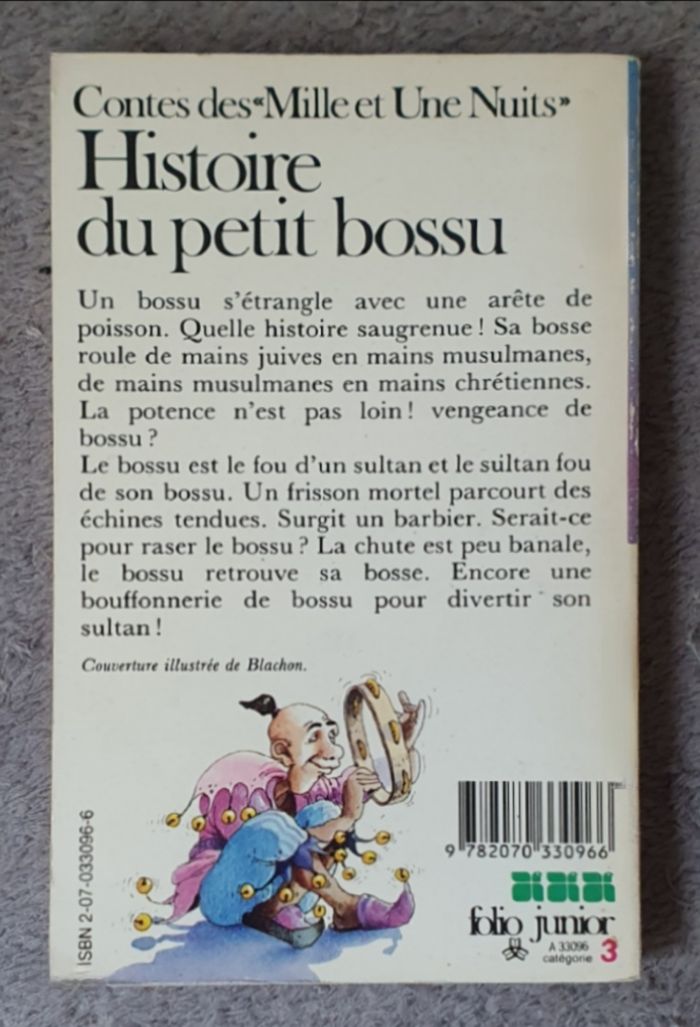 Contes des «Mille et Une Nuits»
Histoire
du petit bossu
Un bossu s'étrangle avec une arête de
poisson. Quelle histoire saugrenue ! Sa bosse
roule de mains juives en mains musulmanes,
de mains musulmanes en mains chrétiennes.
La potence n'est pas loin ! vengeance de
bossu ?
Le bossu est le fou d'un sultan et le sultan fou
de son bossu. Un frisson mortel parcourt des
échines tendues. Surgit un barbier. Serait-ce
pour raser le bossu ? La chute est peu banale,
le bossu retrouve sa bosse. Encore une
bouffonnerie de bossu pour divertir son
sultan !
Couverture illustrée de Blachon.
ISBN 2-07-033096-6
9 782070 330966
folio junior
A 33096
catégorie 3